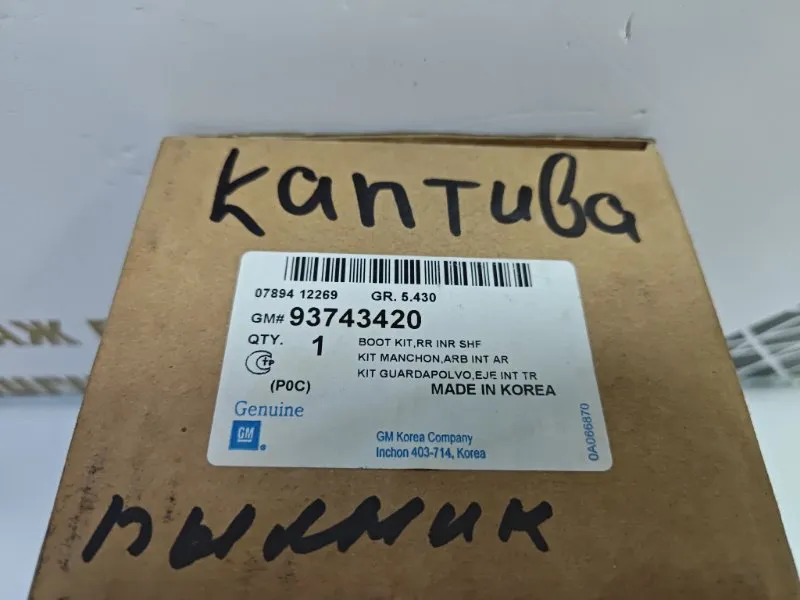 Каптива
07894 12269 GR. 5.430
GM# 93743420
QTY. 1 BOOT KIT,RR INR SHF
KIT MANCHON,ARB INT AR
KIT GUARDAPOLVO,EJE INT TR
(P0C) MADE IN KOREA
Genuine
GM
GM Korea Company
Inchon 403-714, Korea
0A066870
пыльник